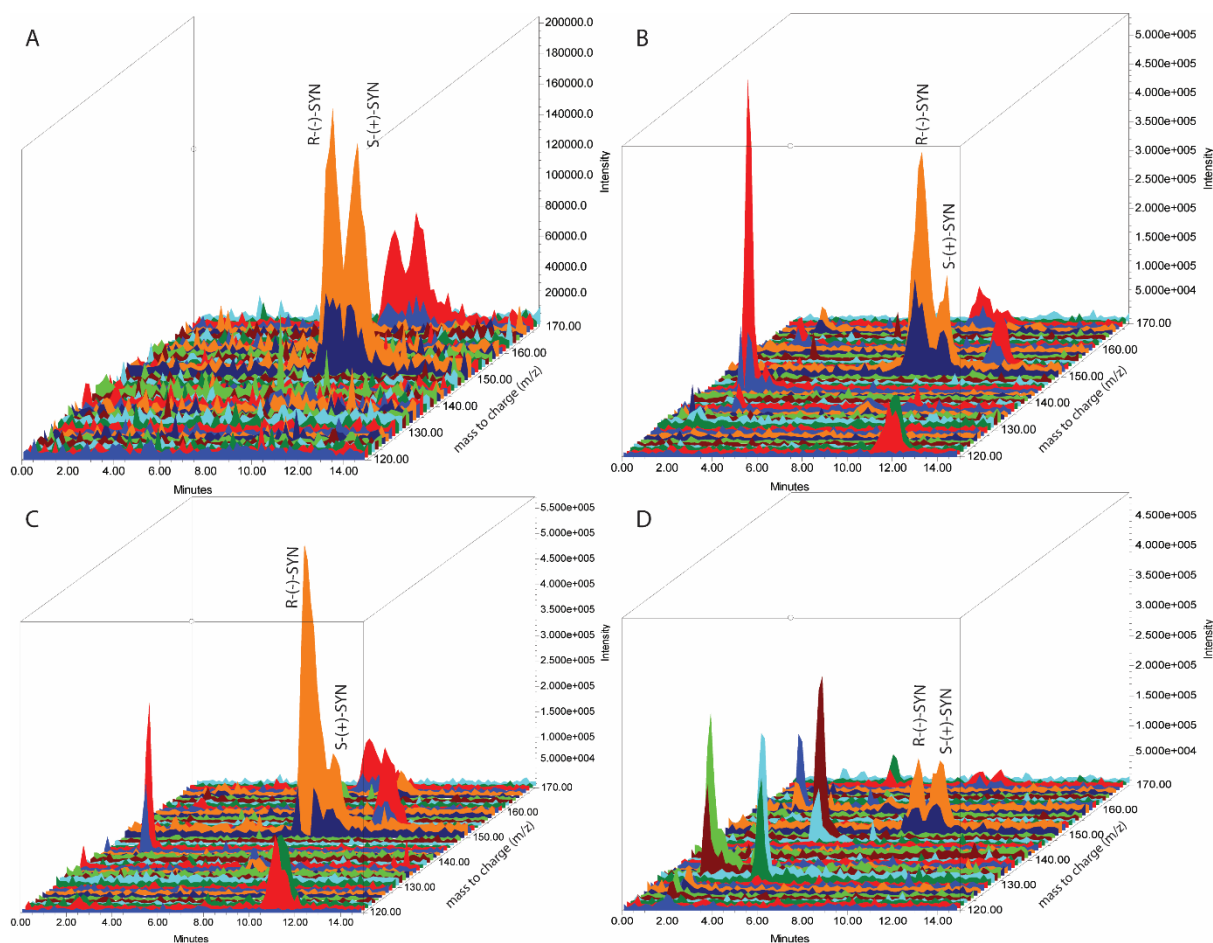 A
R-(-)-SYN
S-(+)-SYN
200000.0
180000.0
160000.0
140000.0
120000.0
100000.0
80000.0
60000.0
40000.0
20000.0
Intensity
170.00
160.00
150.00
140.00
130.00
120.00
mass to charge (m/z)
0.00 2.00 4.00 6.00 8.00 10.00 12.00 14.00
Minutes
B
R-(-)-SYN
S-(+)-SYN
5.000e+005
4.500e+005
4.000e+005
3.500e+005
3.000e+005
2.500e+005
2.000e+005
1.500e+005
1.000e+005
5.000e+004
Intensity
170.00
160.00
150.00
140.00
130.00
120.00
mass to charge (m/z)
0.00 2.00 4.00 6.00 8.00 10.00 12.00 14.00
Minutes
C
R-(-)-SYN
S-(+)-SYN
5.500e+005
5.000e+005
4.500e+005
4.000e+005
3.500e+005
3.000e+005
2.500e+005
2.000e+005
1.500e+005
1.000e+005
5.000e+004
Intensity
170.00
160.00
150.00
140.00
130.00
120.00
mass to charge (m/z)
0.00 2.00 4.00 6.00 8.00 10.00 12.00 14.00
Minutes
D
R-(-)-SYN
S-(+)-SYN
4.500e+005
4.000e+005
3.500e+005
3.000e+005
2.500e+005
2.000e+005
1.500e+005
1.000e+005
5.000e+004
Intensity
170.00
160.00
150.00
140.00
130.00
120.00
mass to charge (m/z)
0.00 2.00 4.00 6.00 8.00 10.00 12.00 14.00
Minutes